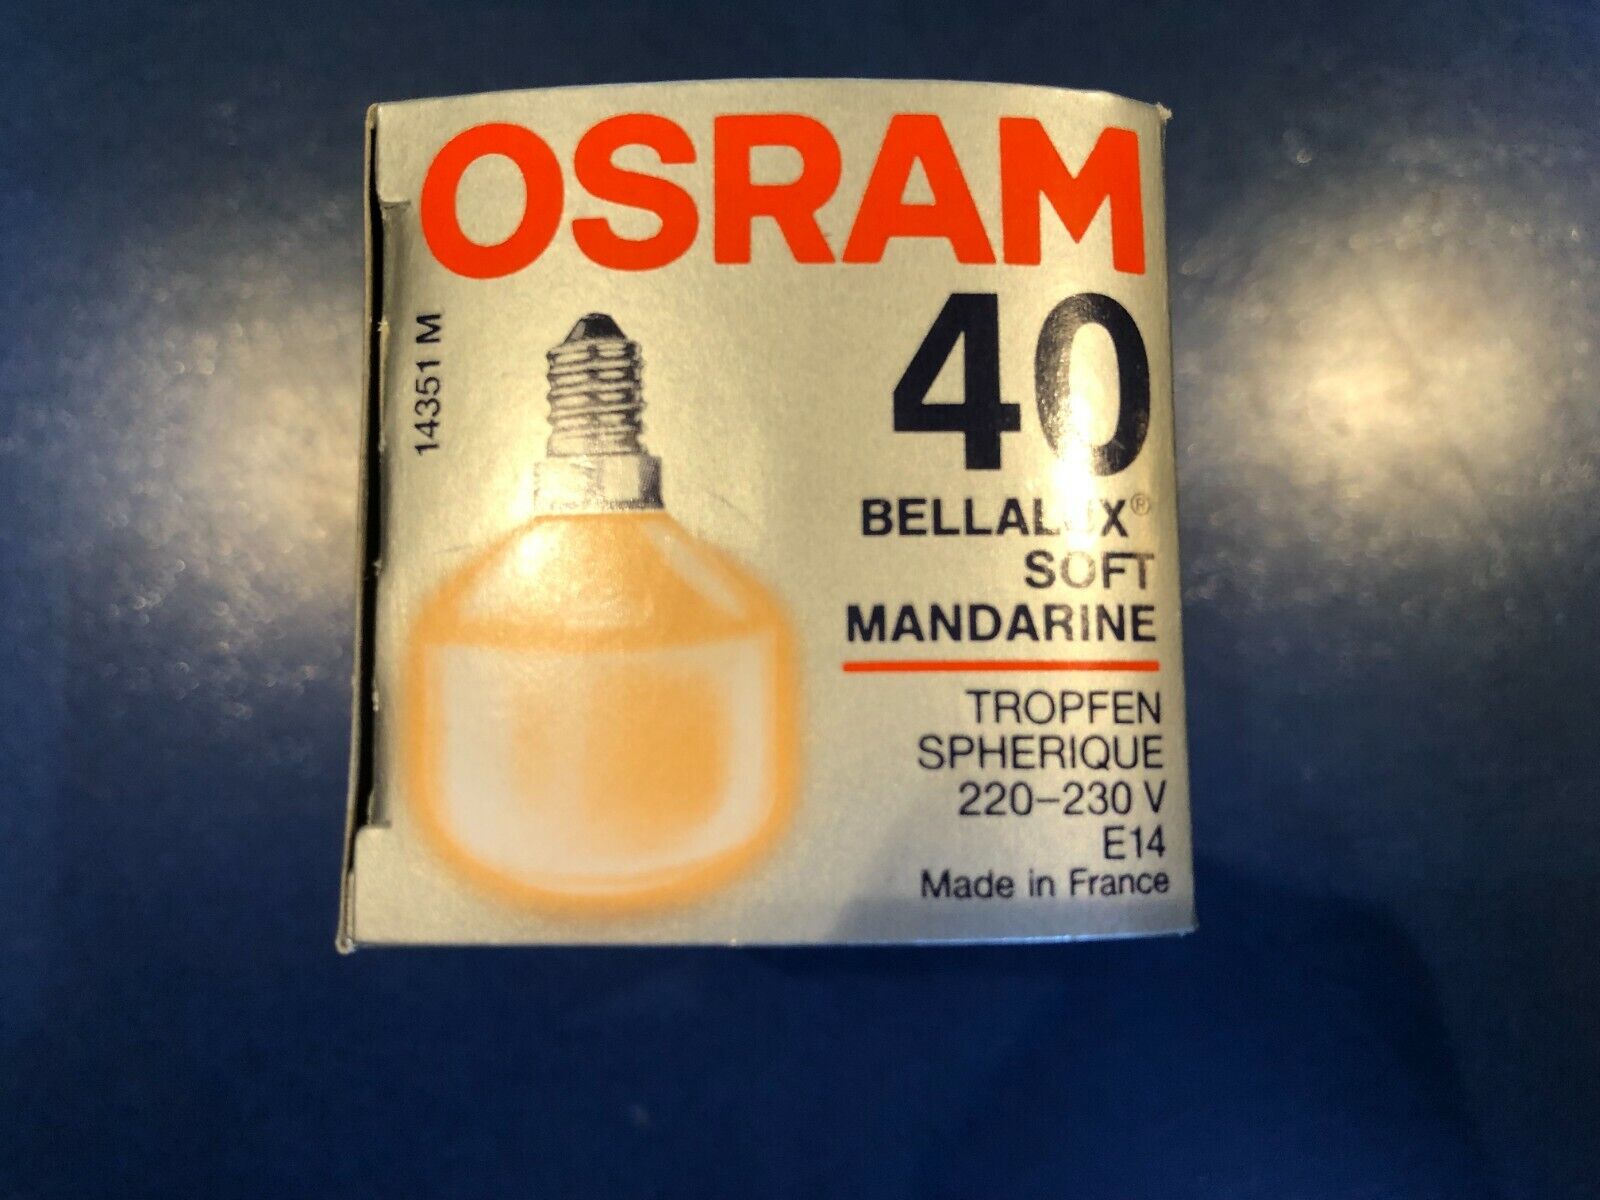 OSRAM
40
14351 M
BELLALUX®
SOFT
MANDARINE
TROPFEN
SPHERIQUE
220–230 V
E14
Made in France